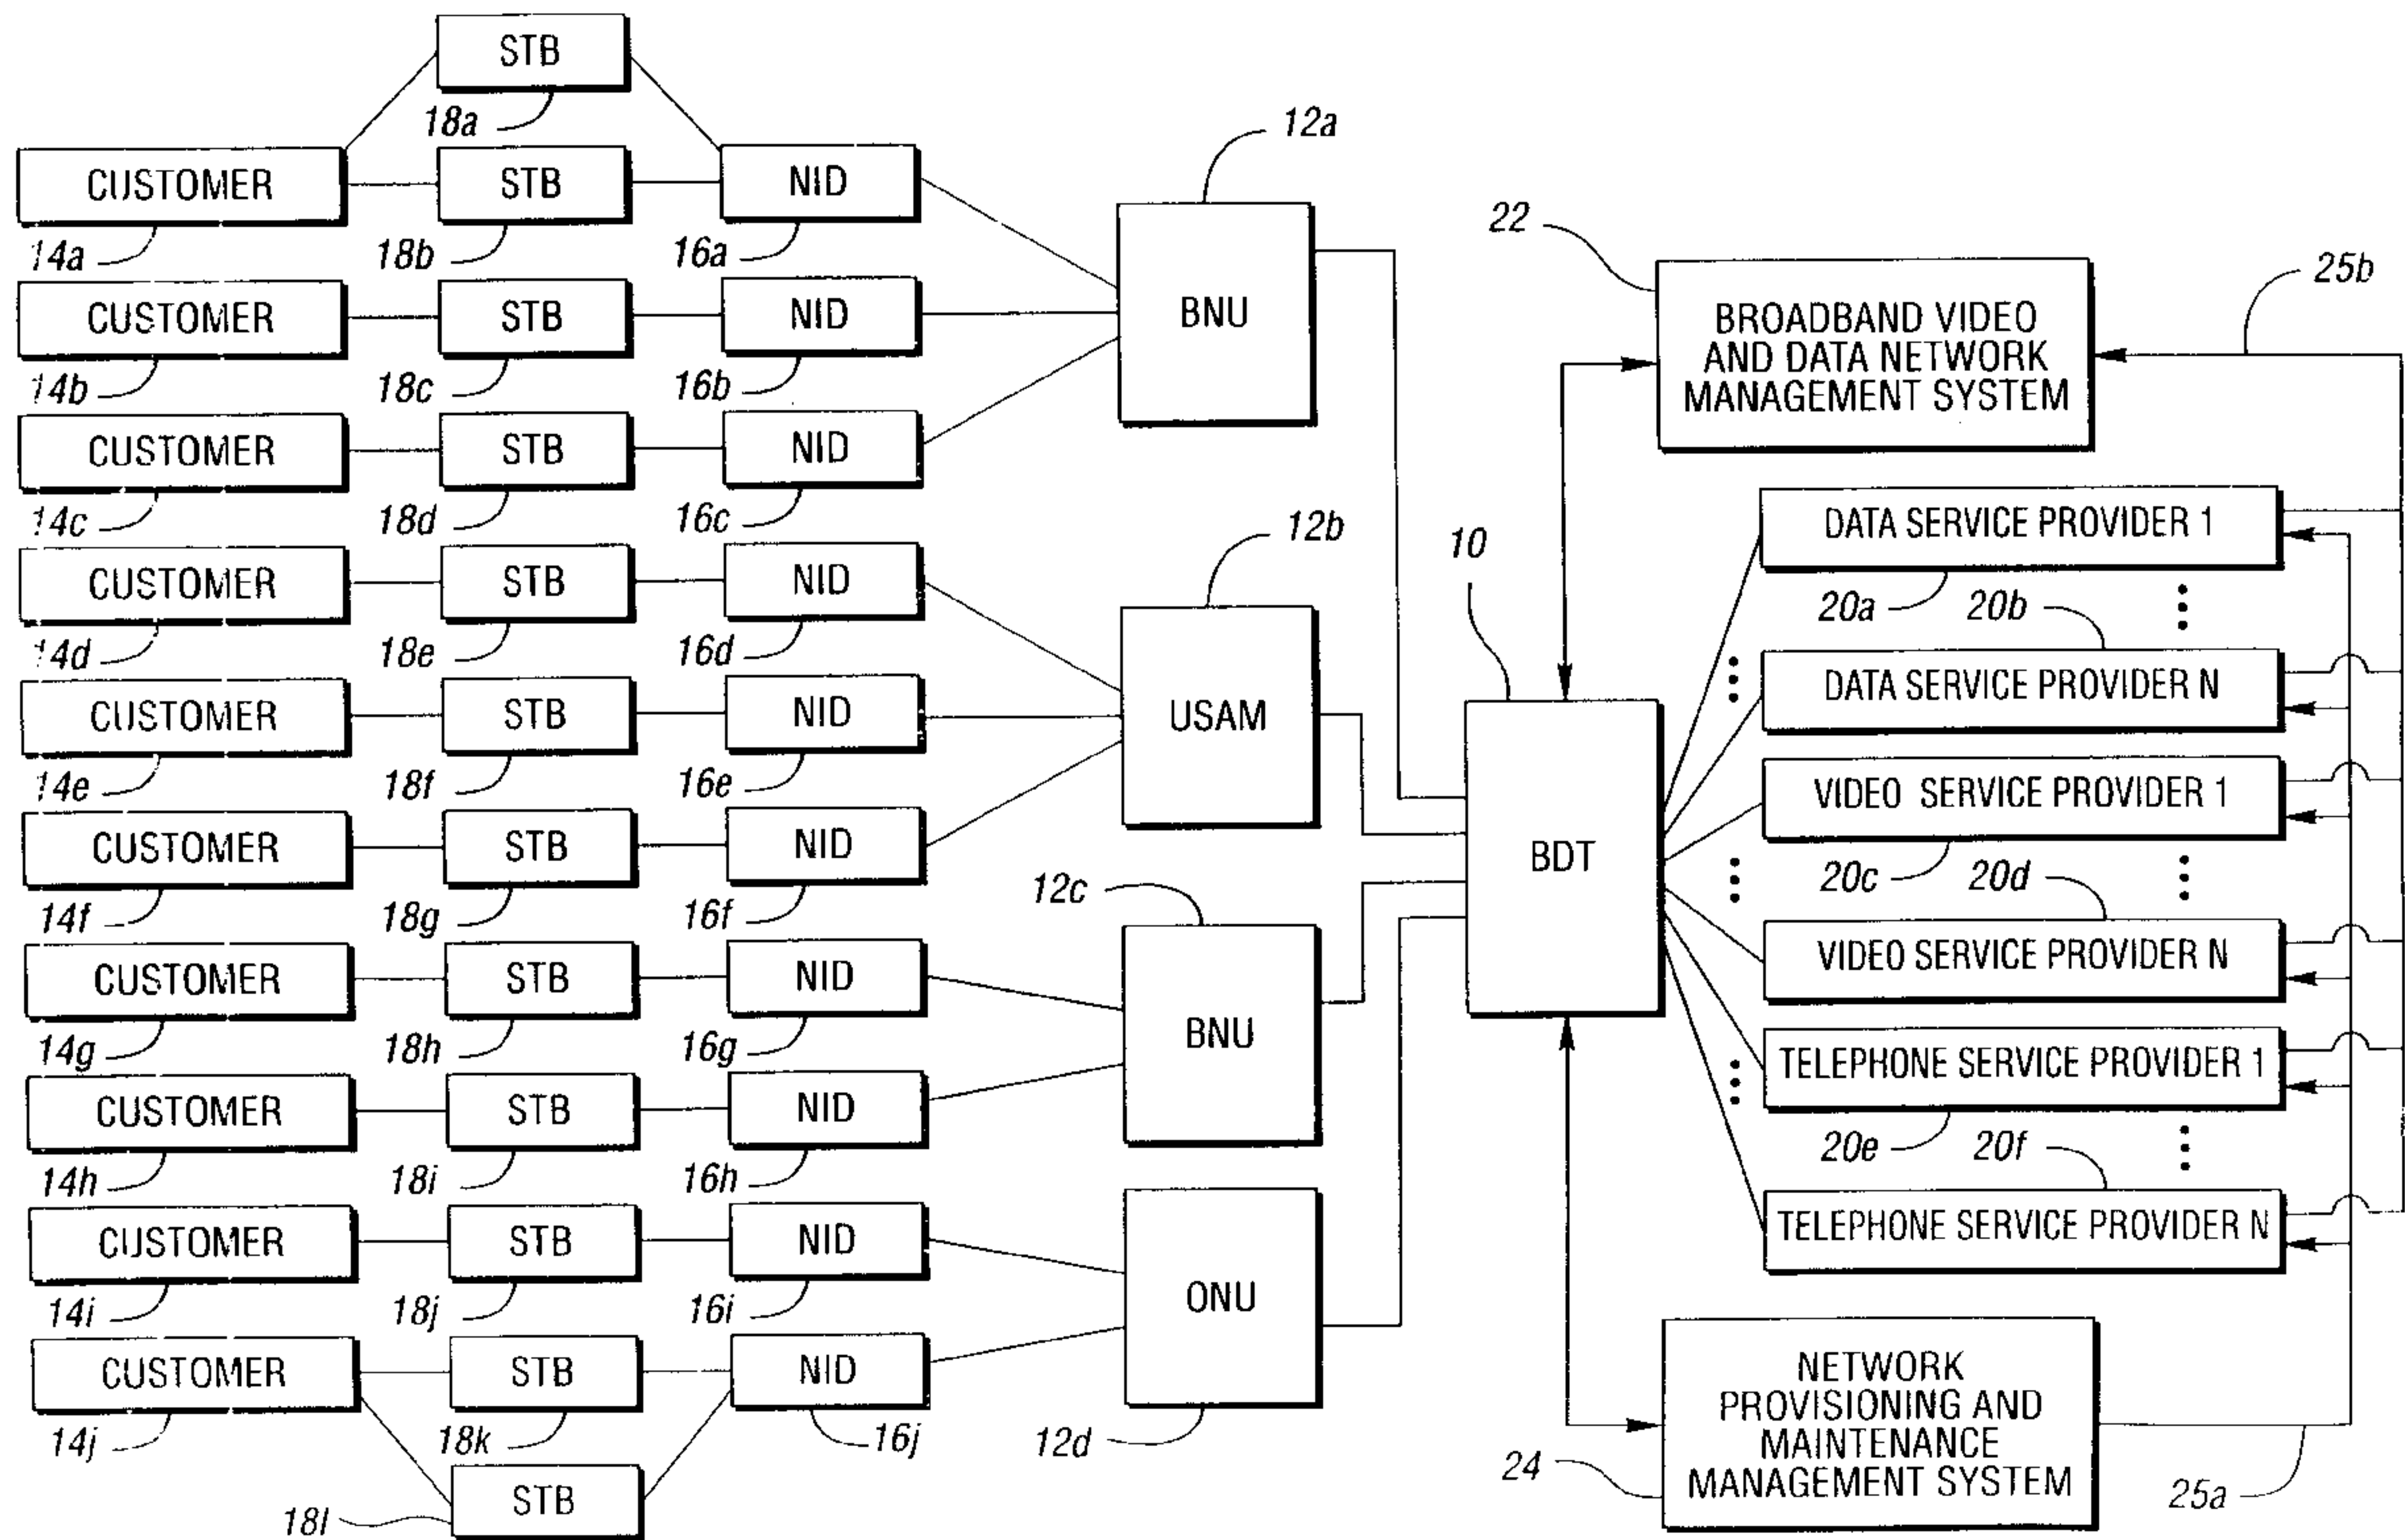 STB
18a
12a
CUSTOMER STB NID
14a 18b 16a
22
25b
CUSTOMER STB NID BNU
14b 18c 16b
BROADBAND VIDEO
AND DATA NETWORK
MANAGEMENT SYSTEM
CUSTOMER STB NID
14c 18d 16c
12b
10
DATA SERVICE PROVIDER 1
20a 20b
CUSTOMER STB NID
14d 18e 16d
DATA SERVICE PROVIDER N
CUSTOMER STB NID USAM
14e 18f 16e
VIDEO SERVICE PROVIDER 1
20c 20d
CUSTOMER STB NID BDT
14f 18g 16f
12c
VIDEO SERVICE PROVIDER N
CUSTOMER STB NID
14g 18h 16g
BNU
TELEPHONE SERVICE PROVIDER 1
20e 20f
CUSTOMER STB NID
14h 18i 16h
TELEPHONE SERVICE PROVIDER N
CUSTOMER STB NID
14i 18j 16i
ONU
CUSTOMER STB NID
14j 18k 16j
12d
NETWORK
PROVISIONING AND
MAINTENANCE
MANAGEMENT SYSTEM
24
25a
STB
18l